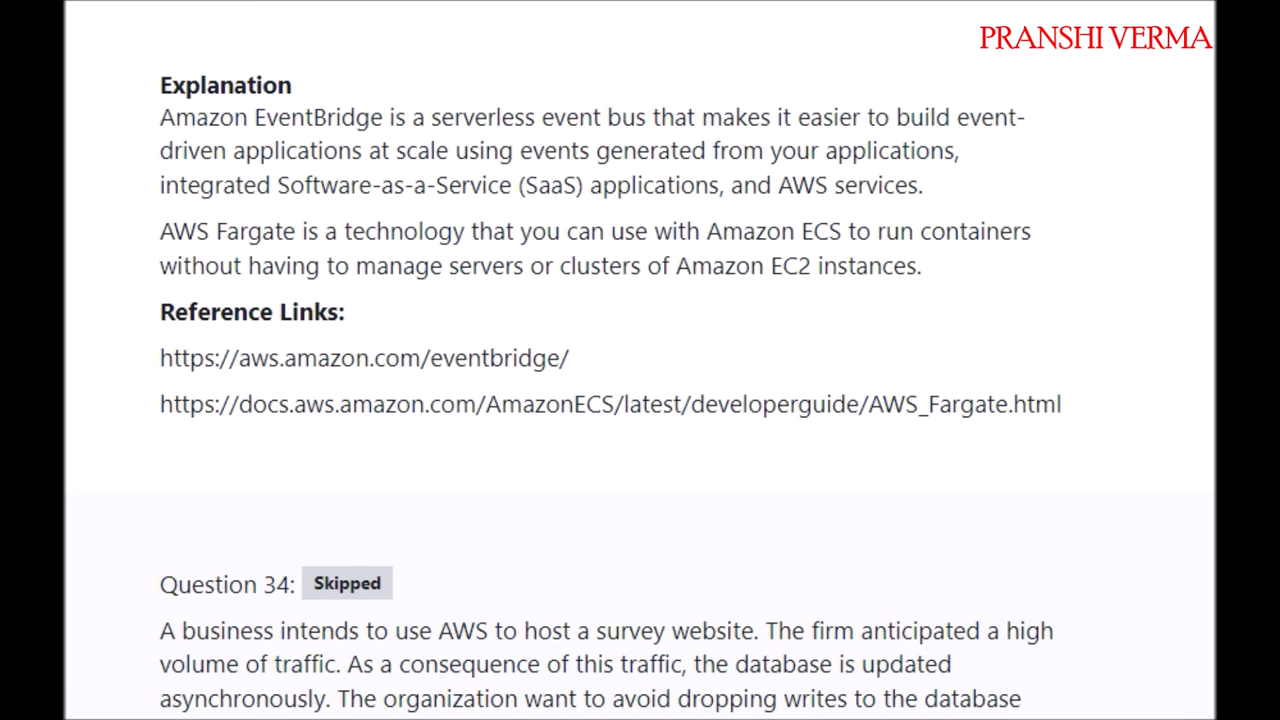 PRANSHI VERMA
Explanation
Amazon EventBridge is a serverless event bus that makes it easier to build event-
driven applications at scale using events generated from your applications,
integrated Software-as-a-Service (SaaS) applications, and AWS services.
AWS Fargate is a technology that you can use with Amazon ECS to run containers
without having to manage servers or clusters of Amazon EC2 instances.
Reference Links:
https://aws.amazon.com/eventbridge/
https://docs.aws.amazon.com/AmazonECS/latest/developerguide/AWS_Fargate.html
Question 34: Skipped
A business intends to use AWS to host a survey website. The firm anticipated a high
volume of traffic. As a consequence of this traffic, the database is updated
asynchronously. The organization want to avoid dropping writes to the database